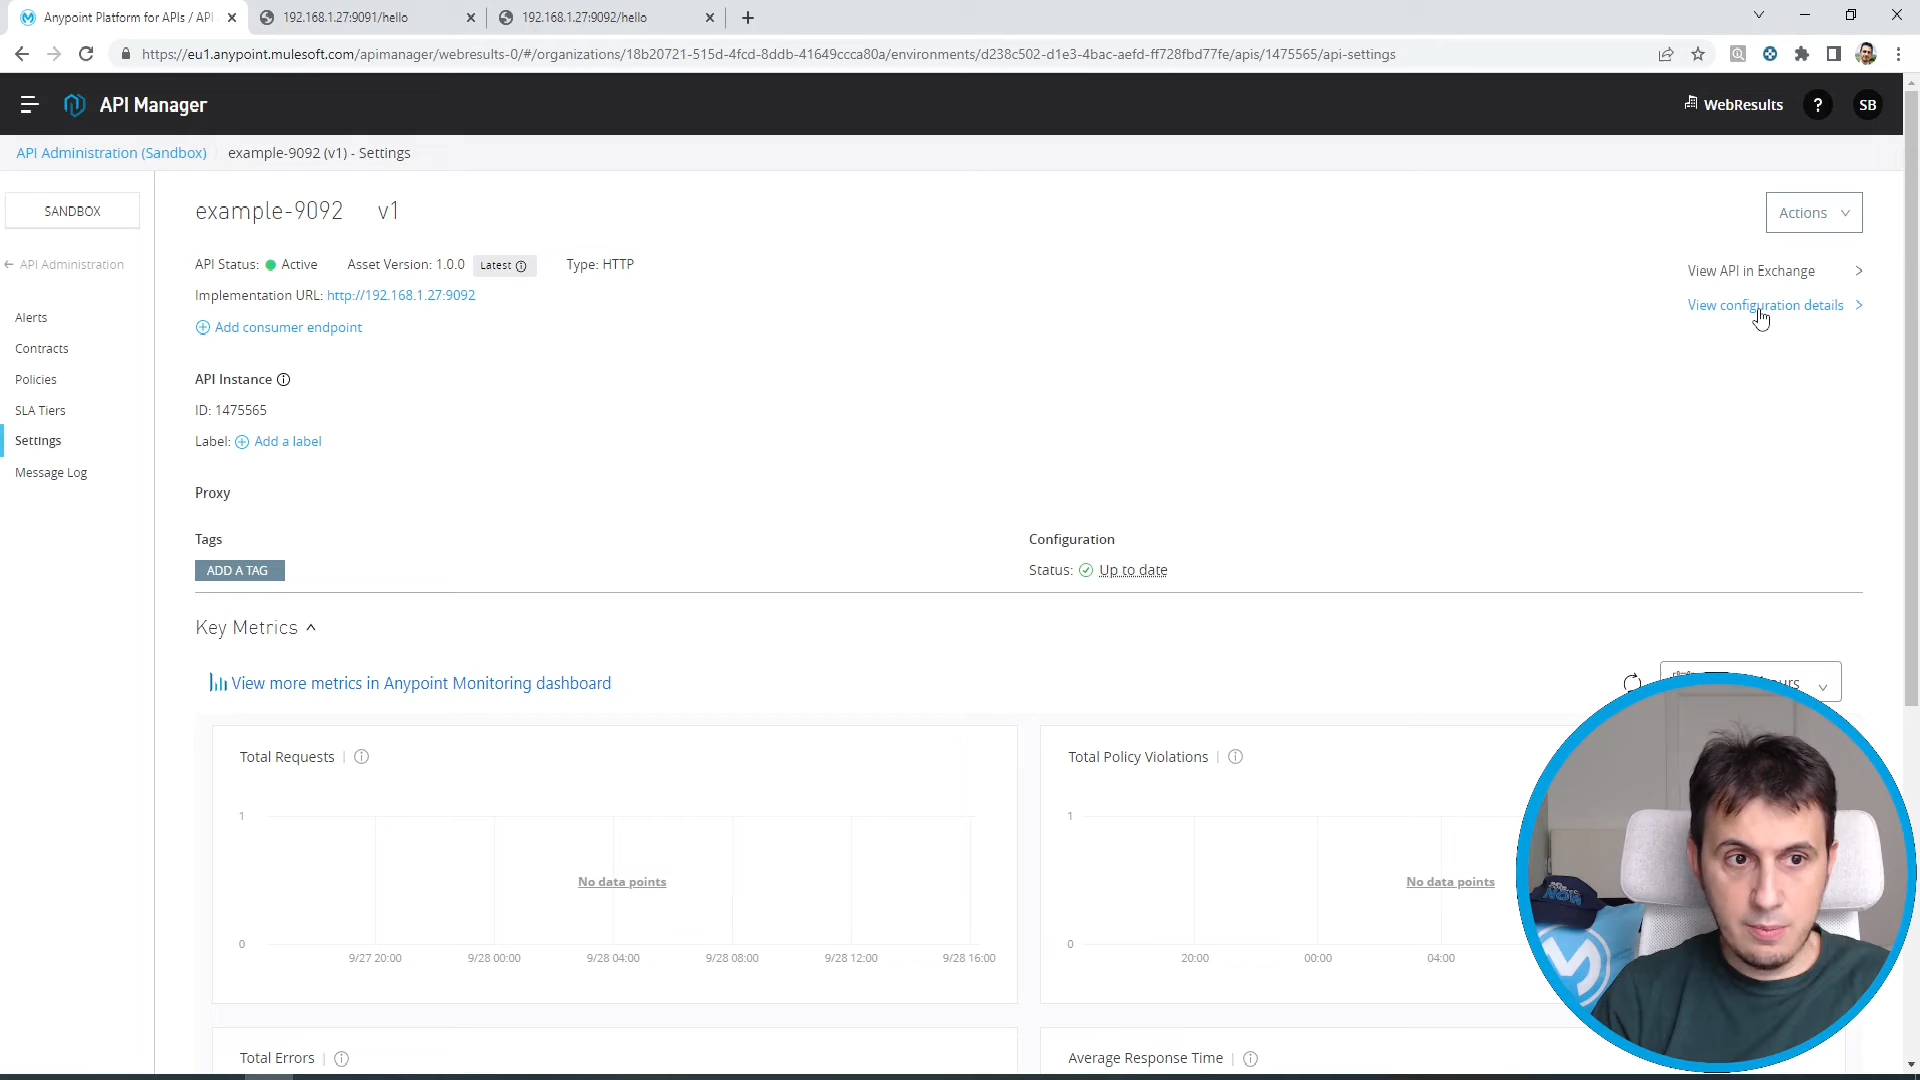 Anypoint Platform for APIs / API
192.168.1.27:9091/hello
192.168.1.27:9092/hello
https://eu1.anypoint.mulesoft.com/apimanager/webresults-0/#/organizations/18b20721-515d-4fcd-8ddb-41649ccca80a/environments/d238c502-d1e3-4bac-aefd-ff728fbd77fe/apis/1475565/api-settings
API Manager
WebResults
?
SB
API Administration (Sandbox)
example-9092 (v1) - Settings
SANDBOX
API Administration
Alerts
Contracts
Policies
SLA Tiers
Settings
Message Log
example-9092 v1
Actions
API Status: Active Asset Version: 1.0.0 Latest Type: HTTP
Implementation URL: http://192.168.1.27:9092
Add consumer endpoint
View API in Exchange
View configuration details
API Instance
ID: 1475565
Label: Add a label
Proxy
Tags
ADD A TAG
Configuration
Status: Up to date
Key Metrics
View more metrics in Anypoint Monitoring dashboard
Total Requests
1
No data points
0
9/27 20:00 9/28 00:00 9/28 04:00 9/28 08:00 9/28 12:00 9/28 16:00
Total Policy Violations
1
No data points
0
20:00 00:00 04:00
Total Errors
Average Response Time